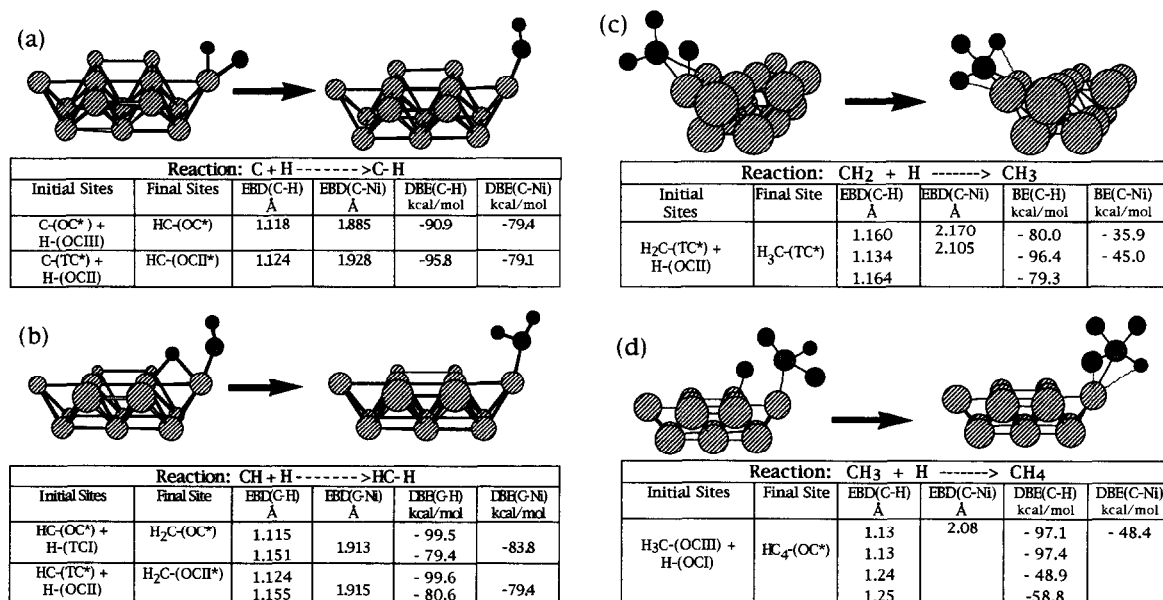 (a)
Reaction: C + H ------->C-H
Initial Sites Final Sites EBD(C-H) EBD(C-Ni) DBE(C-H) DBE(C-Ni)
Å Å kcal/mol kcal/mol
C-(OC*) + HC-(OC*) 1.118 1.885 -90.9 -79.4
H-(OCIII)
C-(TC*) + HC-(OCII*) 1.124 1.928 -95.8 -79.1
H-(OCII)
(b)
Reaction: CH + H ------->HC-H
Initial Sites Final Site EBD(C-H) EBD(C-Ni) DBE(C-H) DBE(C-Ni)
Å Å kcal/mol kcal/mol
HC-(OC*) + H2C-(OC*) 1.115 1.913 - 99.5 -83.8
H-(TCI) 1.151 - 79.4
HC-(TC*) + H2C-(OCII*) 1.124 1.915 - 99.6 -79.4
H-(OCII) 1.155 - 80.6
(c)
Reaction: CH2 + H -------> CH3
Initial Final Site EBD(C-H) EBD(C-Ni) BE(C-H) BE(C-Ni)
Sites Å Å kcal/mol kcal/mol
H2C-(TC*) + H3C-(TC*) 1.160 2.170 - 80.0 - 35.9
H-(OCII) 1.134 2.105 - 96.4 - 45.0
1.164 - 79.3
(d)
Reaction: CH3 + H -------> CH4
Initial Sites Final Site EBD(C-H) EBD(C-Ni) DBE(C-H) DBE(C-Ni)
Å Å kcal/mol kcal/mol
H3C-(OCIII) + HC4-(OC*) 1.13 2.08 - 97.1 - 48.4
H-(OCI) 1.13 - 97.4
1.24 - 48.9
1.25 -58.8